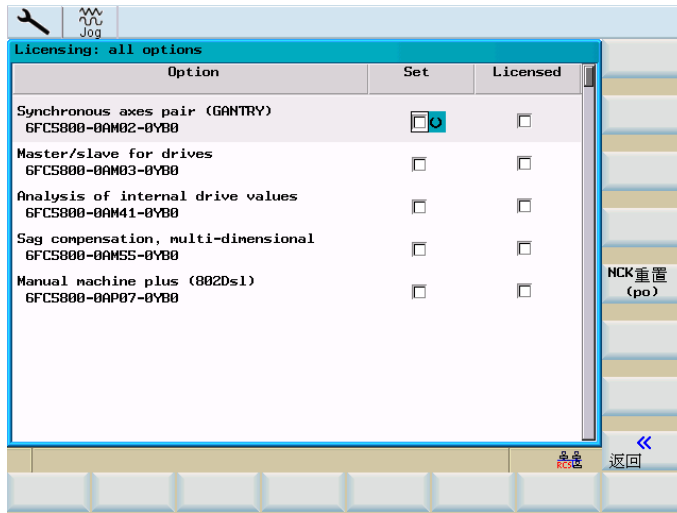 Jog
Licensing: all options
Option Set Licensed
Synchronous axes pair (GANTRY)
6FC5800-0AM02-0YB0
Master/slave for drives
6FC5800-0AM03-0YB0
Analysis of internal drive values
6FC5800-0AM41-0YB0
Sag compensation, multi-dimensional
6FC5800-0AM55-0YB0
Manual machine plus (802Dsl)
6FC5800-0AP07-0YB0
NCK重置
(po)
RCS
返回